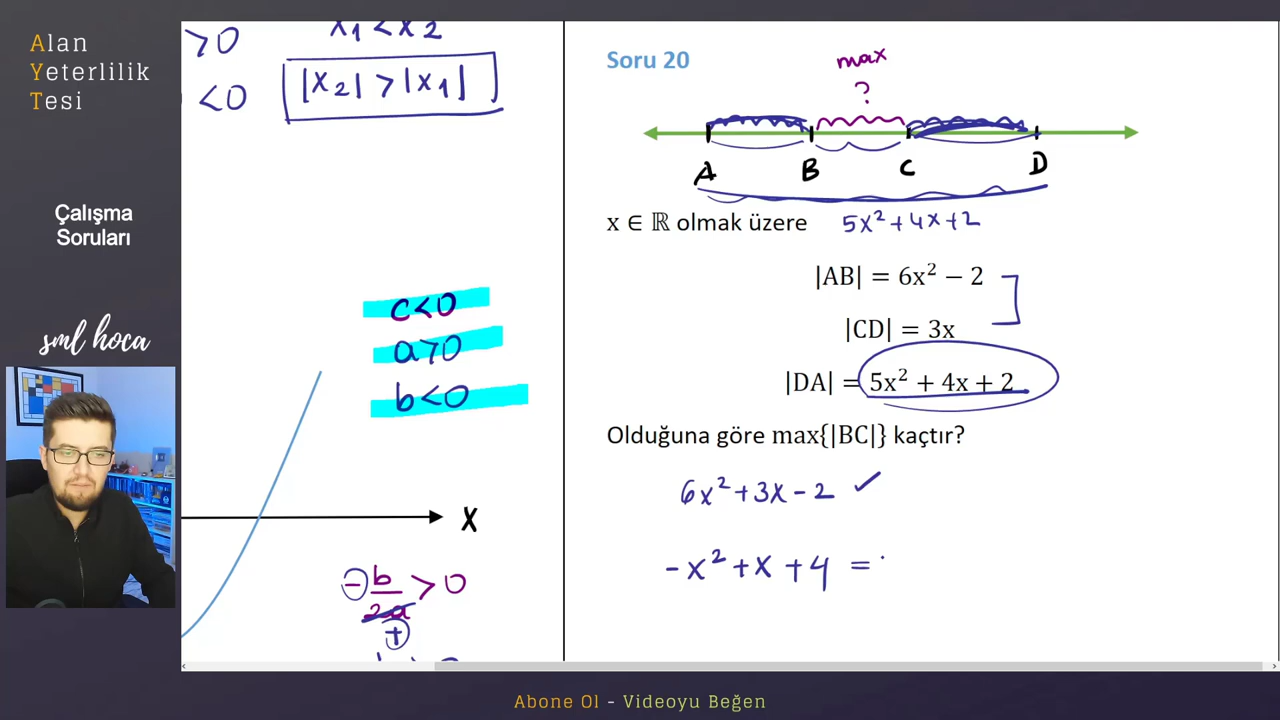 Alan
Yeterlilik
Tesi
Çalışma
Soruları
sml hoca
>0
x₁ < x₂
<0
|x₂| > |x₁|
c<0
a>0
b<0
x
-b/2a > 0
+
Soru 20
max
?
A B C D
x ∈ ℝ olmak üzere 5x² + 4x + 2
|AB| = 6x² − 2
|CD| = 3x
|DA| = 5x² + 4x + 2
Olduğuna göre max{|BC|} kaçtır?
6x² + 3x − 2 ✓
-x² + x + 4 =
Abone Ol - Videoyu Beğen